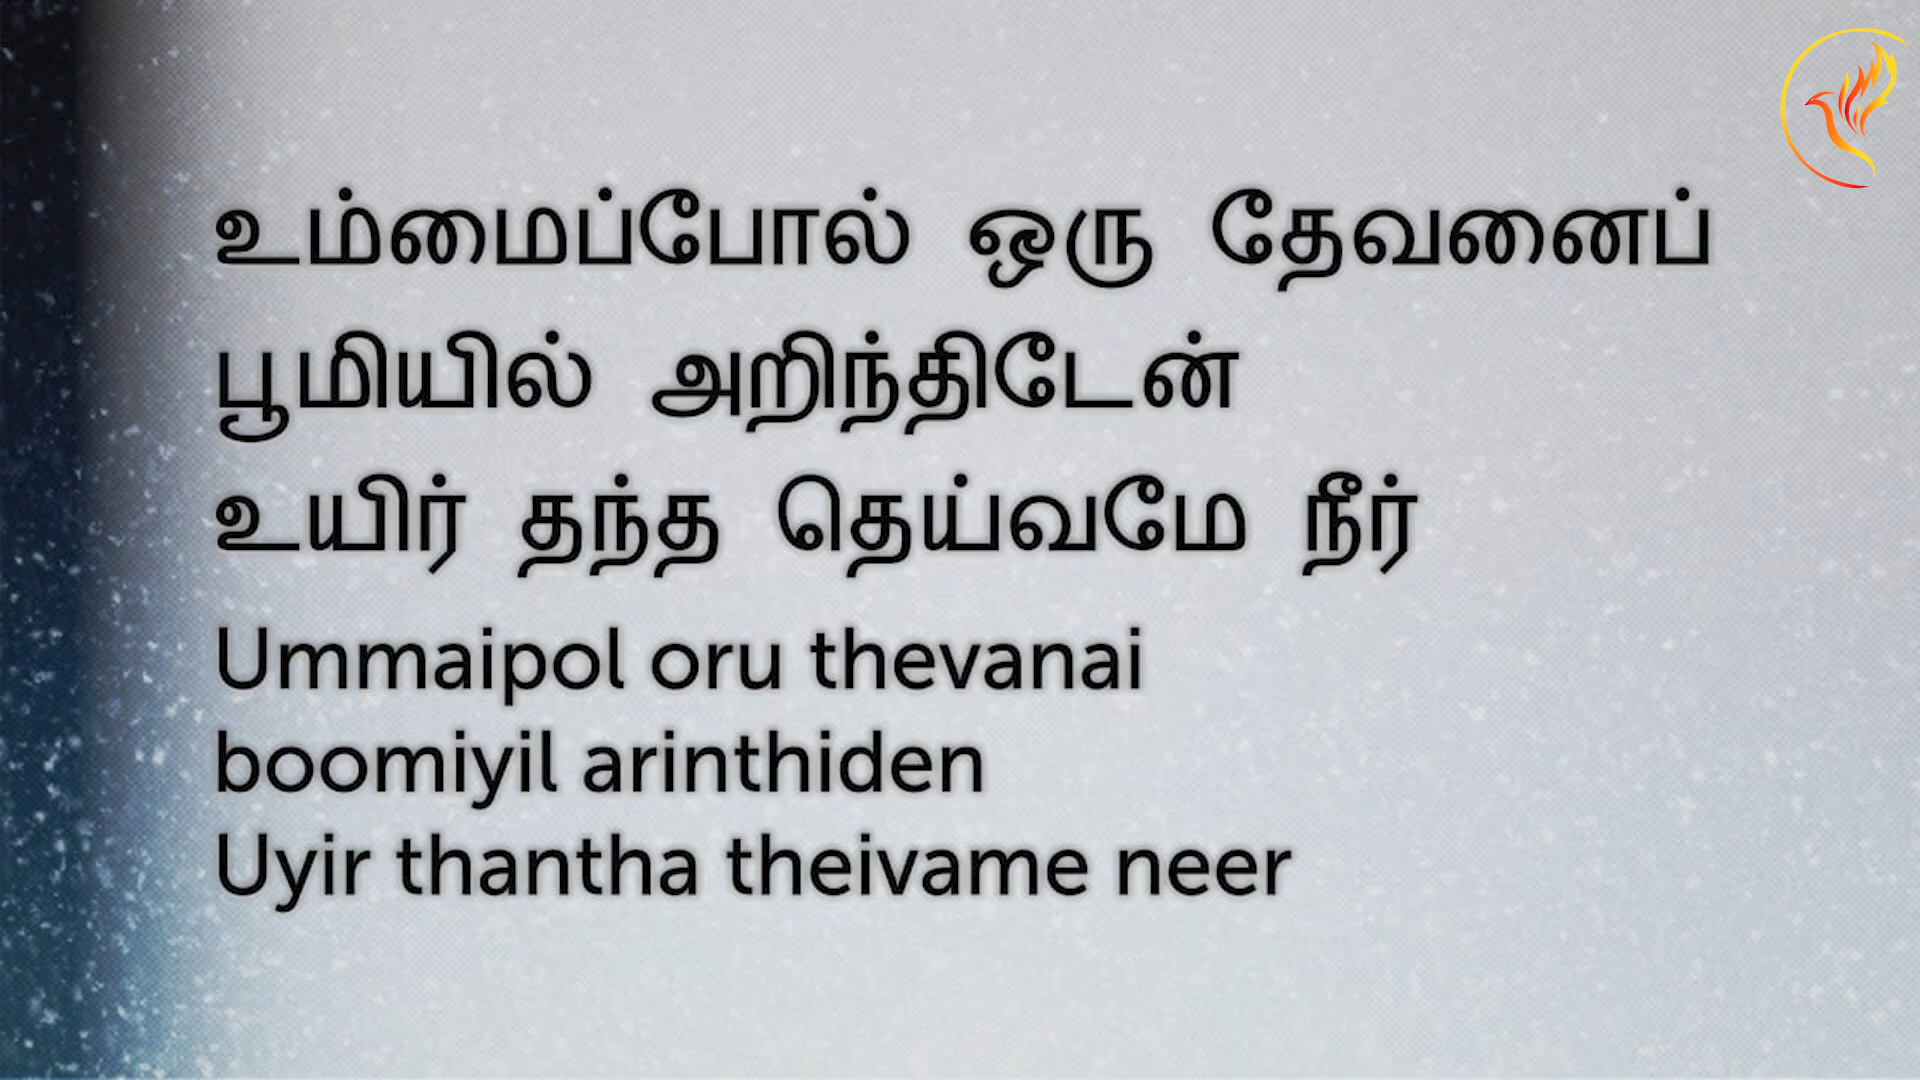 உம்மைப்போல் ஒரு தேவனைப்
பூமியில் அறிந்திடேன்
உயிர் தந்த தெய்வமே நீர்
Ummaipol oru thevanai
boomiyil arinthiden
Uyir thantha theivame neer